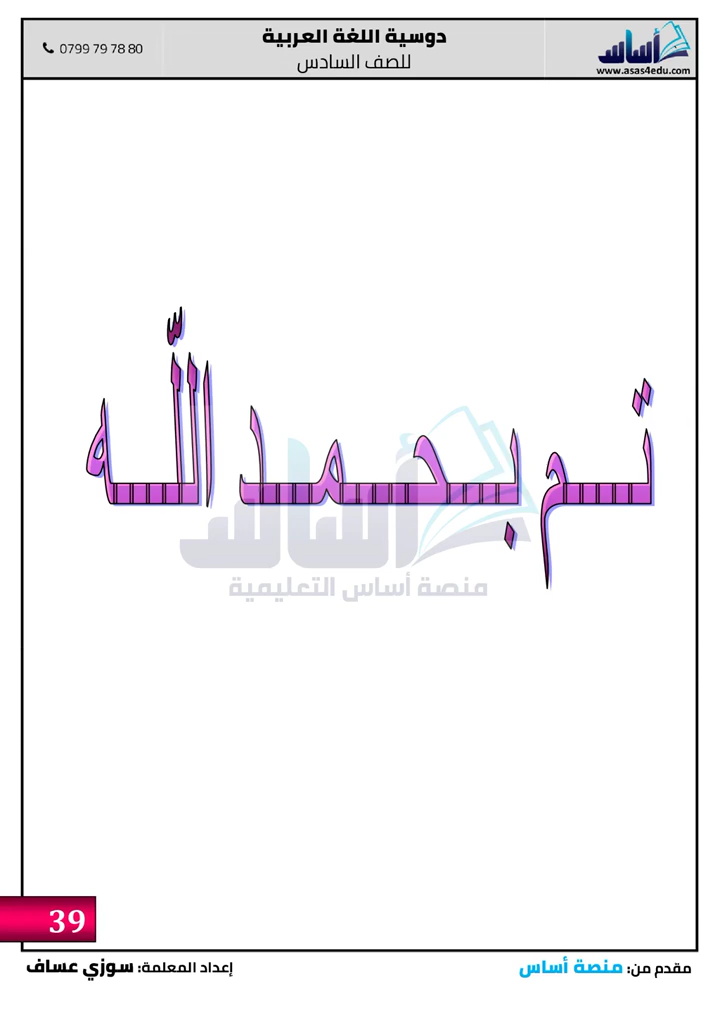 أساس
www.asas4edu.com
دوسية اللغة العربية
للصف السادس
0799 79 78 80
تم بحمد الله
أساس
منصة أساس التعليمية
39
مقدم من: منصة أساس
إعداد المعلمة: سوزي عساف